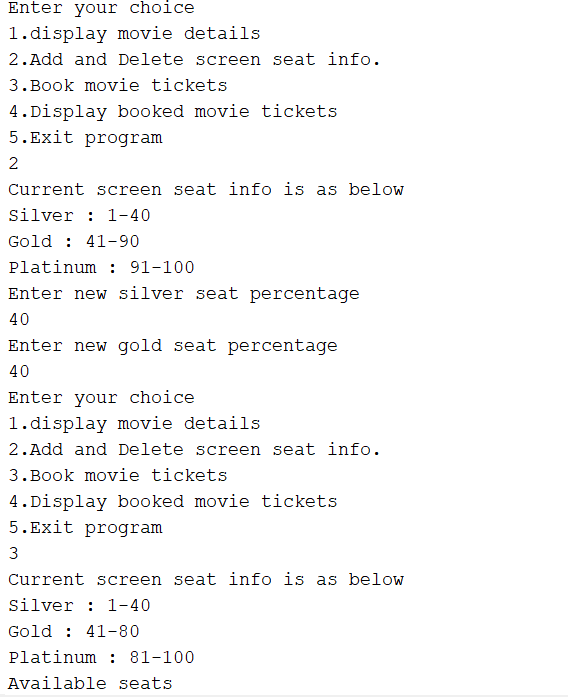 Enter your choice
1.display movie details
2.Add and Delete screen seat info.
3.Book movie tickets
4.Display booked movie tickets
5.Exit program
2
Current screen seat info is as below
Silver : 1-40
Gold : 41-90
Platinum : 91-100
Enter new silver seat percentage
40
Enter new gold seat percentage
40
Enter your choice
1.display movie details
2.Add and Delete screen seat info.
3.Book movie tickets
4.Display booked movie tickets
5.Exit program
3
Current screen seat info is as below
Silver : 1-40
Gold : 41-80
Platinum : 81-100
Available seats